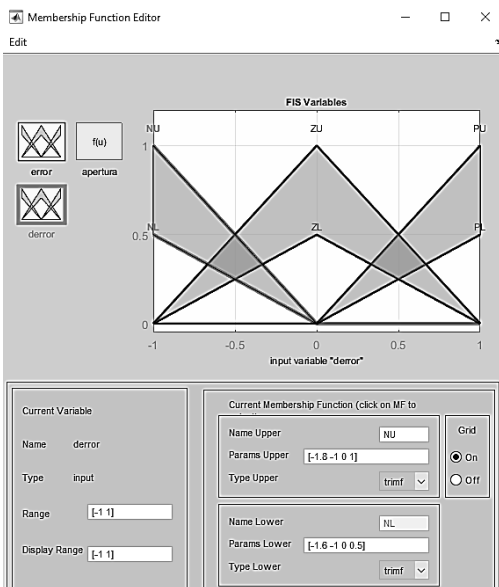 Membership Function Editor
Edit
FIS Variables
f(u)
error
apertura
derror
NU
ZU
PU
NL
ZL
PL
1
0.5
0
-1
-0.5
0
0.5
1
input variable "derror"
Current Variable
Name derror
Type input
Range [-1 1]
Display Range [-1 1]
Current Membership Function (click on MF to
Name Upper NU
Params Upper [-1.8 -1 0 1]
Type Upper trimf
Name Lower NL
Params Lower [-1.6 -1 0 0.5]
Type Lower trimf
Grid
On
Off